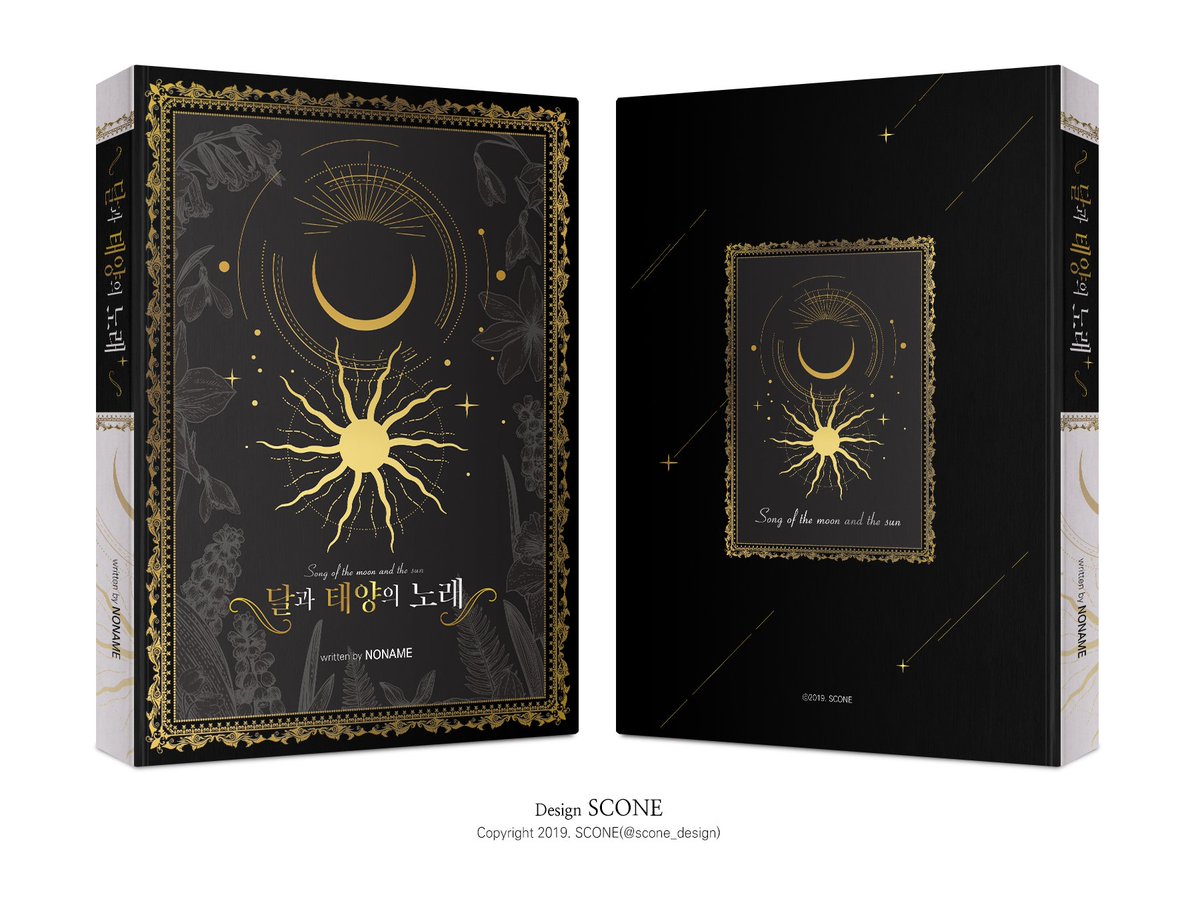 달과 태양의 노래
written by NONAME
Song of the moon and the sun
달과 태양의 노래
written by NONAME
Song of the moon and the sun
©2019. SCONE
달과 태양의 노래
written by NONAME
Design SCONE
Copyright 2019. SCONE(@scone_design)